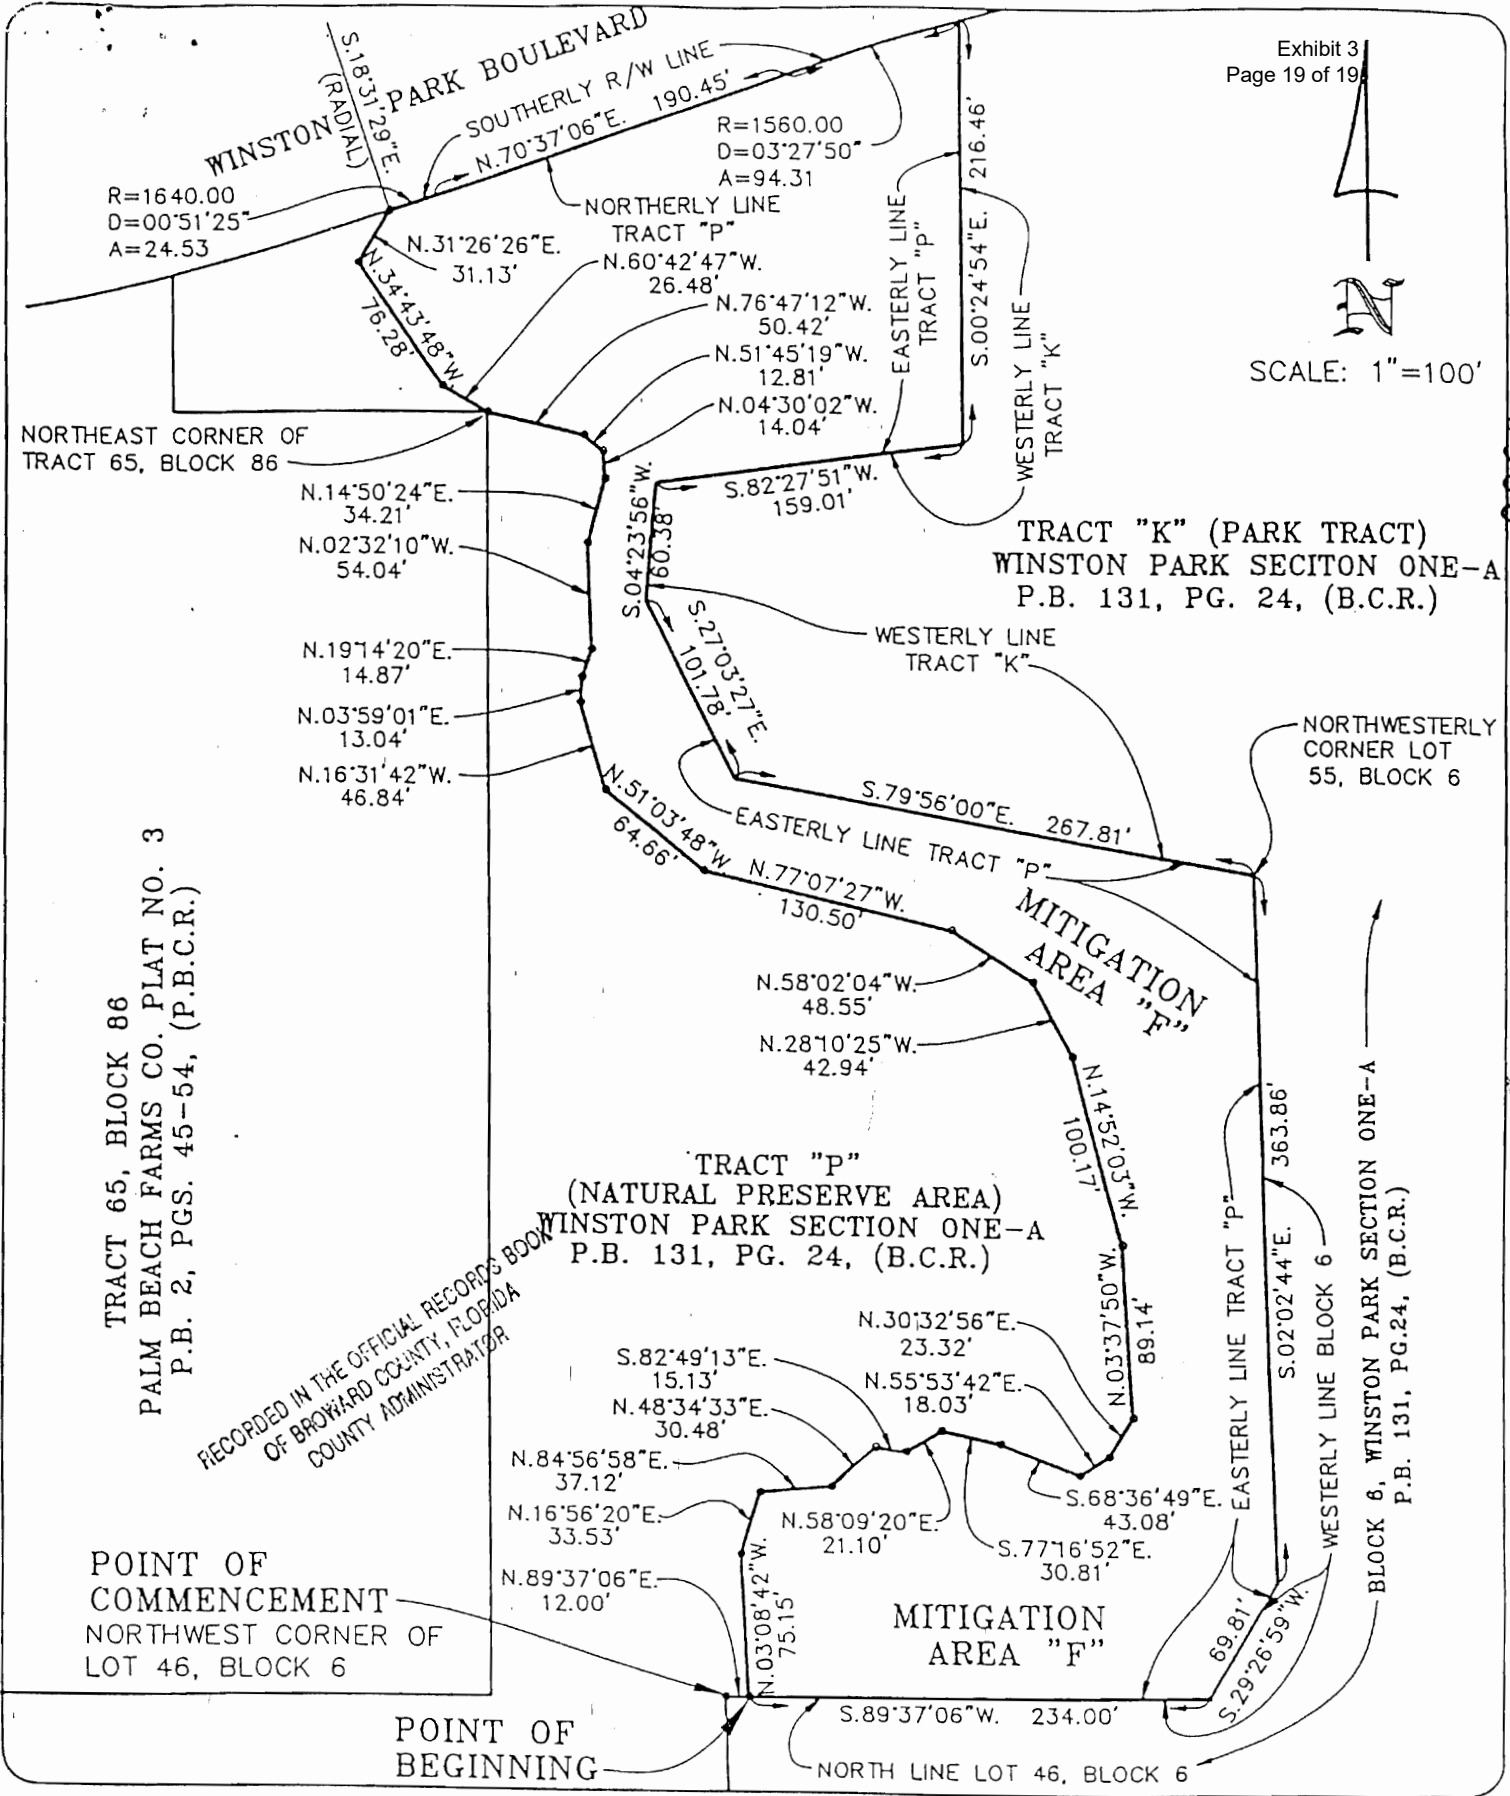 Exhibit 3
Page 19 of 19
WINSTON PARK BOULEVARD
S.18°31'29"E.
(RADIAL)
SOUTHERLY R/W LINE
N.70°37'06"E. 190.45'
R=1560.00
D=03°27'50"
A=94.31
R=1640.00
D=00°51'25"
A=24.53
NORTHERLY LINE
TRACT "P"
N.31°26'26"E.
31.13'
N.34°43'48"W.
76.28'
N.60°42'47"W.
26.48'
N.76°47'12"W.
50.42'
N.51°45'19"W.
12.81'
N.04°30'02"W.
14.04'
EASTERLY LINE
TRACT "P"
216.46'
S.00°24'54"E.
WESTERLY LINE
TRACT "K"
N
SCALE: 1"=100'
NORTHEAST CORNER OF
TRACT 65, BLOCK 86
N.14°50'24"E.
34.21'
N.02°32'10"W.
54.04'
S.04°23'56"W.
60.38'
S.82°27'51"W.
159.01'
TRACT "K" (PARK TRACT)
WINSTON PARK SECITON ONE-A
P.B. 131, PG. 24, (B.C.R.)
N.19°14'20"E.
14.87'
N.03°59'01"E.
13.04'
N.16°31'42"W.
46.84'
S.27°03'27"E.
101.78'
WESTERLY LINE
TRACT "K"
NORTHWESTERLY
CORNER LOT
55, BLOCK 6
S.79°56'00"E. 267.81'
EASTERLY LINE TRACT "P"
N.51°03'48"W.
64.66'
N.77°07'27"W.
130.50'
MITIGATION
AREA "F"
N.58°02'04"W.
48.55'
N.28°10'25"W.
42.94'
N.14°52'03"W.
100.17'
TRACT 65, BLOCK 86
PALM BEACH FARMS CO. PLAT NO. 3
P.B. 2, PGS. 45-54, (P.B.C.R.)
TRACT "P"
(NATURAL PRESERVE AREA)
WINSTON PARK SECTION ONE-A
P.B. 131, PG. 24, (B.C.R.)
RECORDED IN THE OFFICIAL RECORDS BOOK
OF BROWARD COUNTY, FLORIDA
COUNTY ADMINISTRATOR
N.03°37'50"W.
89.14'
EASTERLY LINE TRACT "P"
363.86'
S.02°02'44"E.
WESTERLY LINE BLOCK 6
BLOCK 6, WINSTON PARK SECTION ONE-A
P.B. 131, PG.24, (B.C.R.)
N.30°32'56"E.
23.32'
S.82°49'13"E.
15.13'
N.55°53'42"E.
18.03'
N.48°34'33"E.
30.48'
N.84°56'58"E.
37.12'
N.16°56'20"E.
33.53'
N.58°09'20"E.
21.10'
S.68°36'49"E.
43.08'
S.77°16'52"E.
30.81'
N.89°37'06"E.
12.00'
N.03°08'42"W.
75.15'
POINT OF
COMMENCEMENT
NORTHWEST CORNER OF
LOT 46, BLOCK 6
MITIGATION
AREA "F"
69.81'
S.29°26'59"W.
S.89°37'06"W. 234.00'
POINT OF
BEGINNING
NORTH LINE LOT 46, BLOCK 6